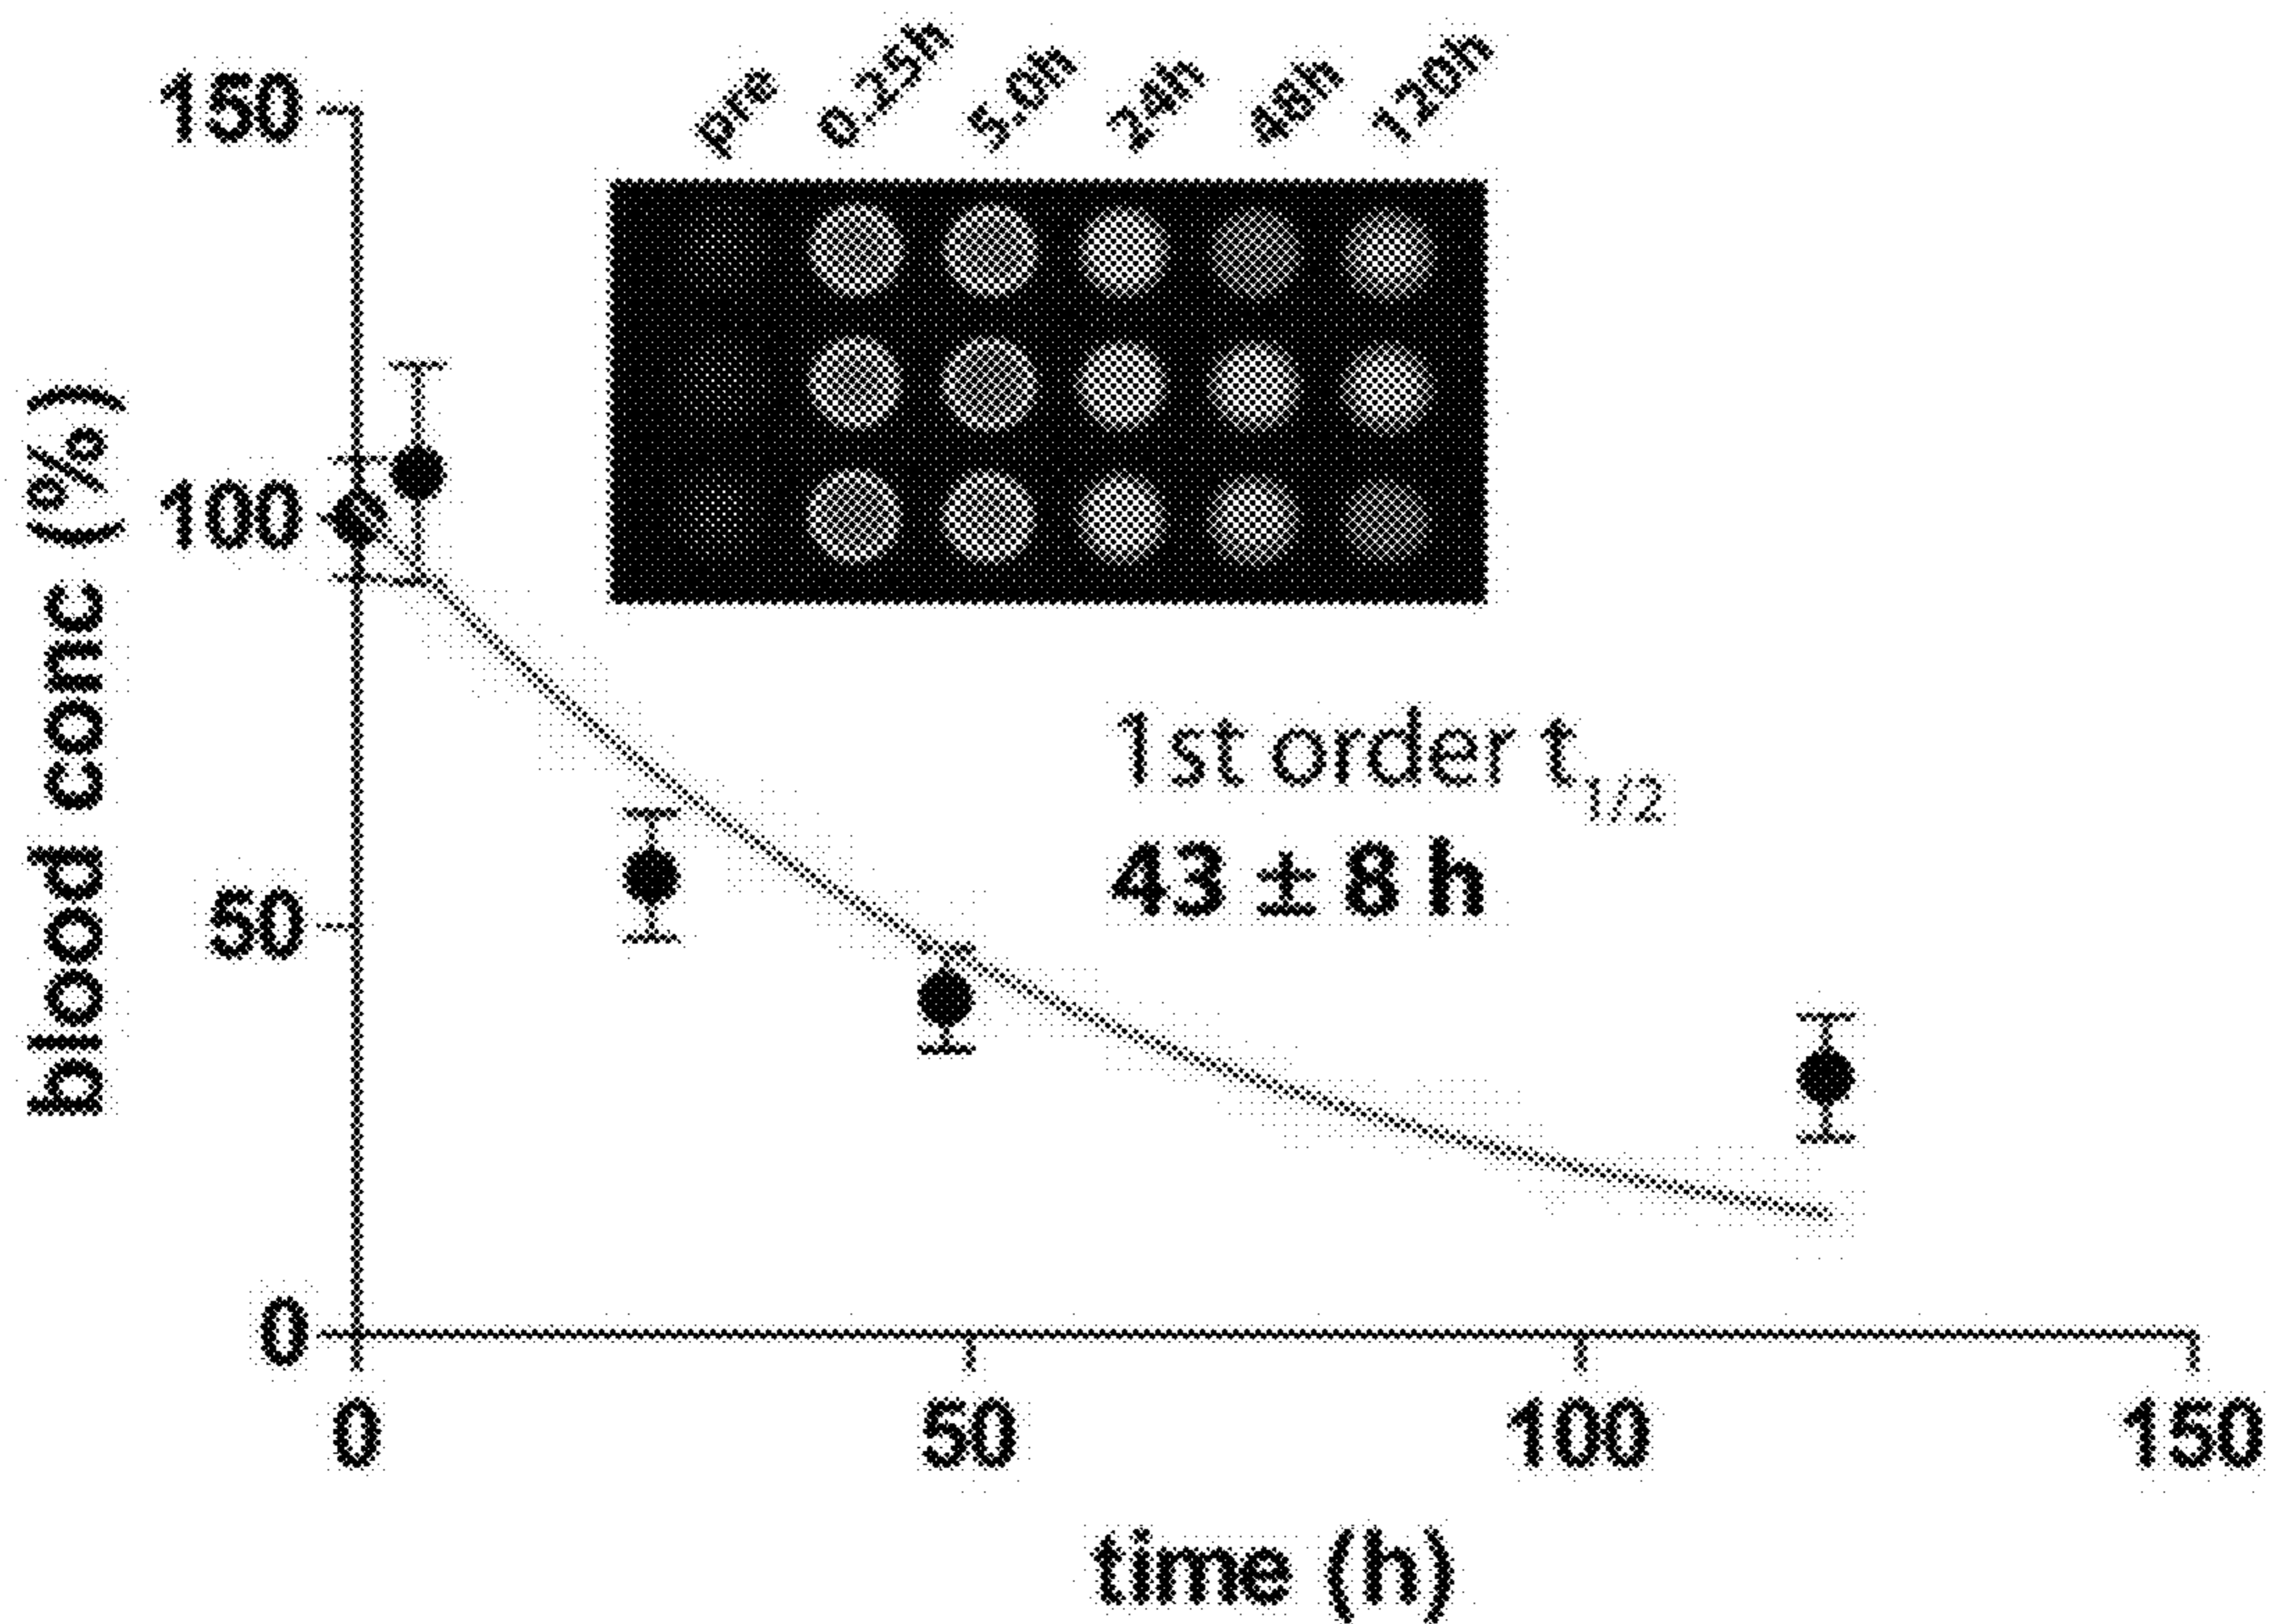 pre 0.25h 5.0h 24h 48h 120h
150
100
50
0
blood conc (%)
1st order t1/2
43 ± 8 h
0 50 100 150
time (h)